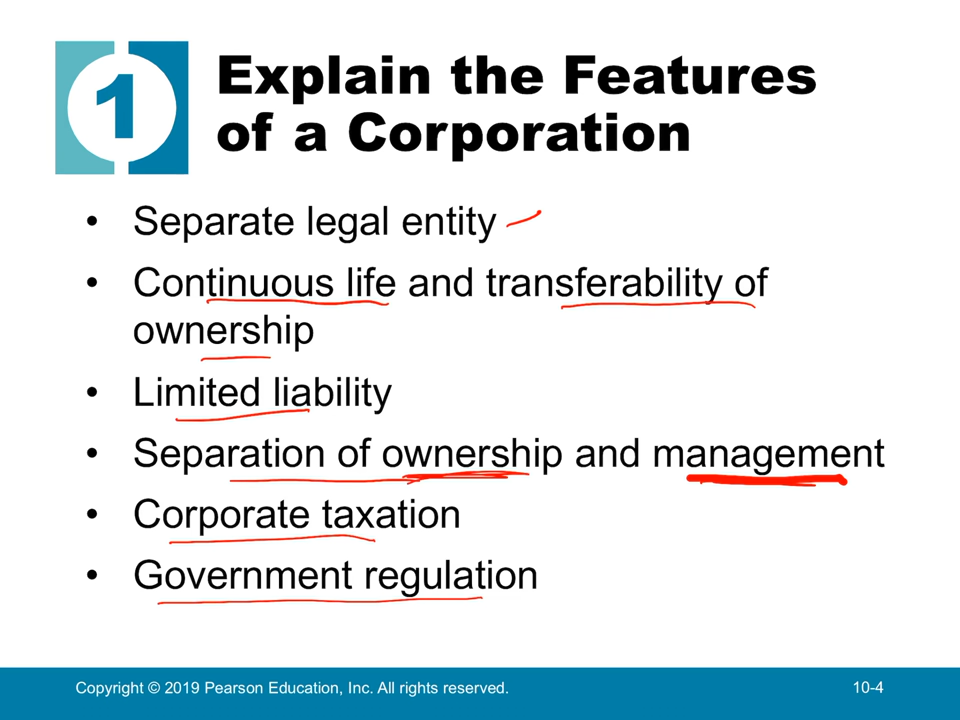 1
Explain the Features
of a Corporation
• Separate legal entity
• Continuous life and transferability of
ownership
• Limited liability
• Separation of ownership and management
• Corporate taxation
• Government regulation
Copyright © 2019 Pearson Education, Inc. All rights reserved.
10-4